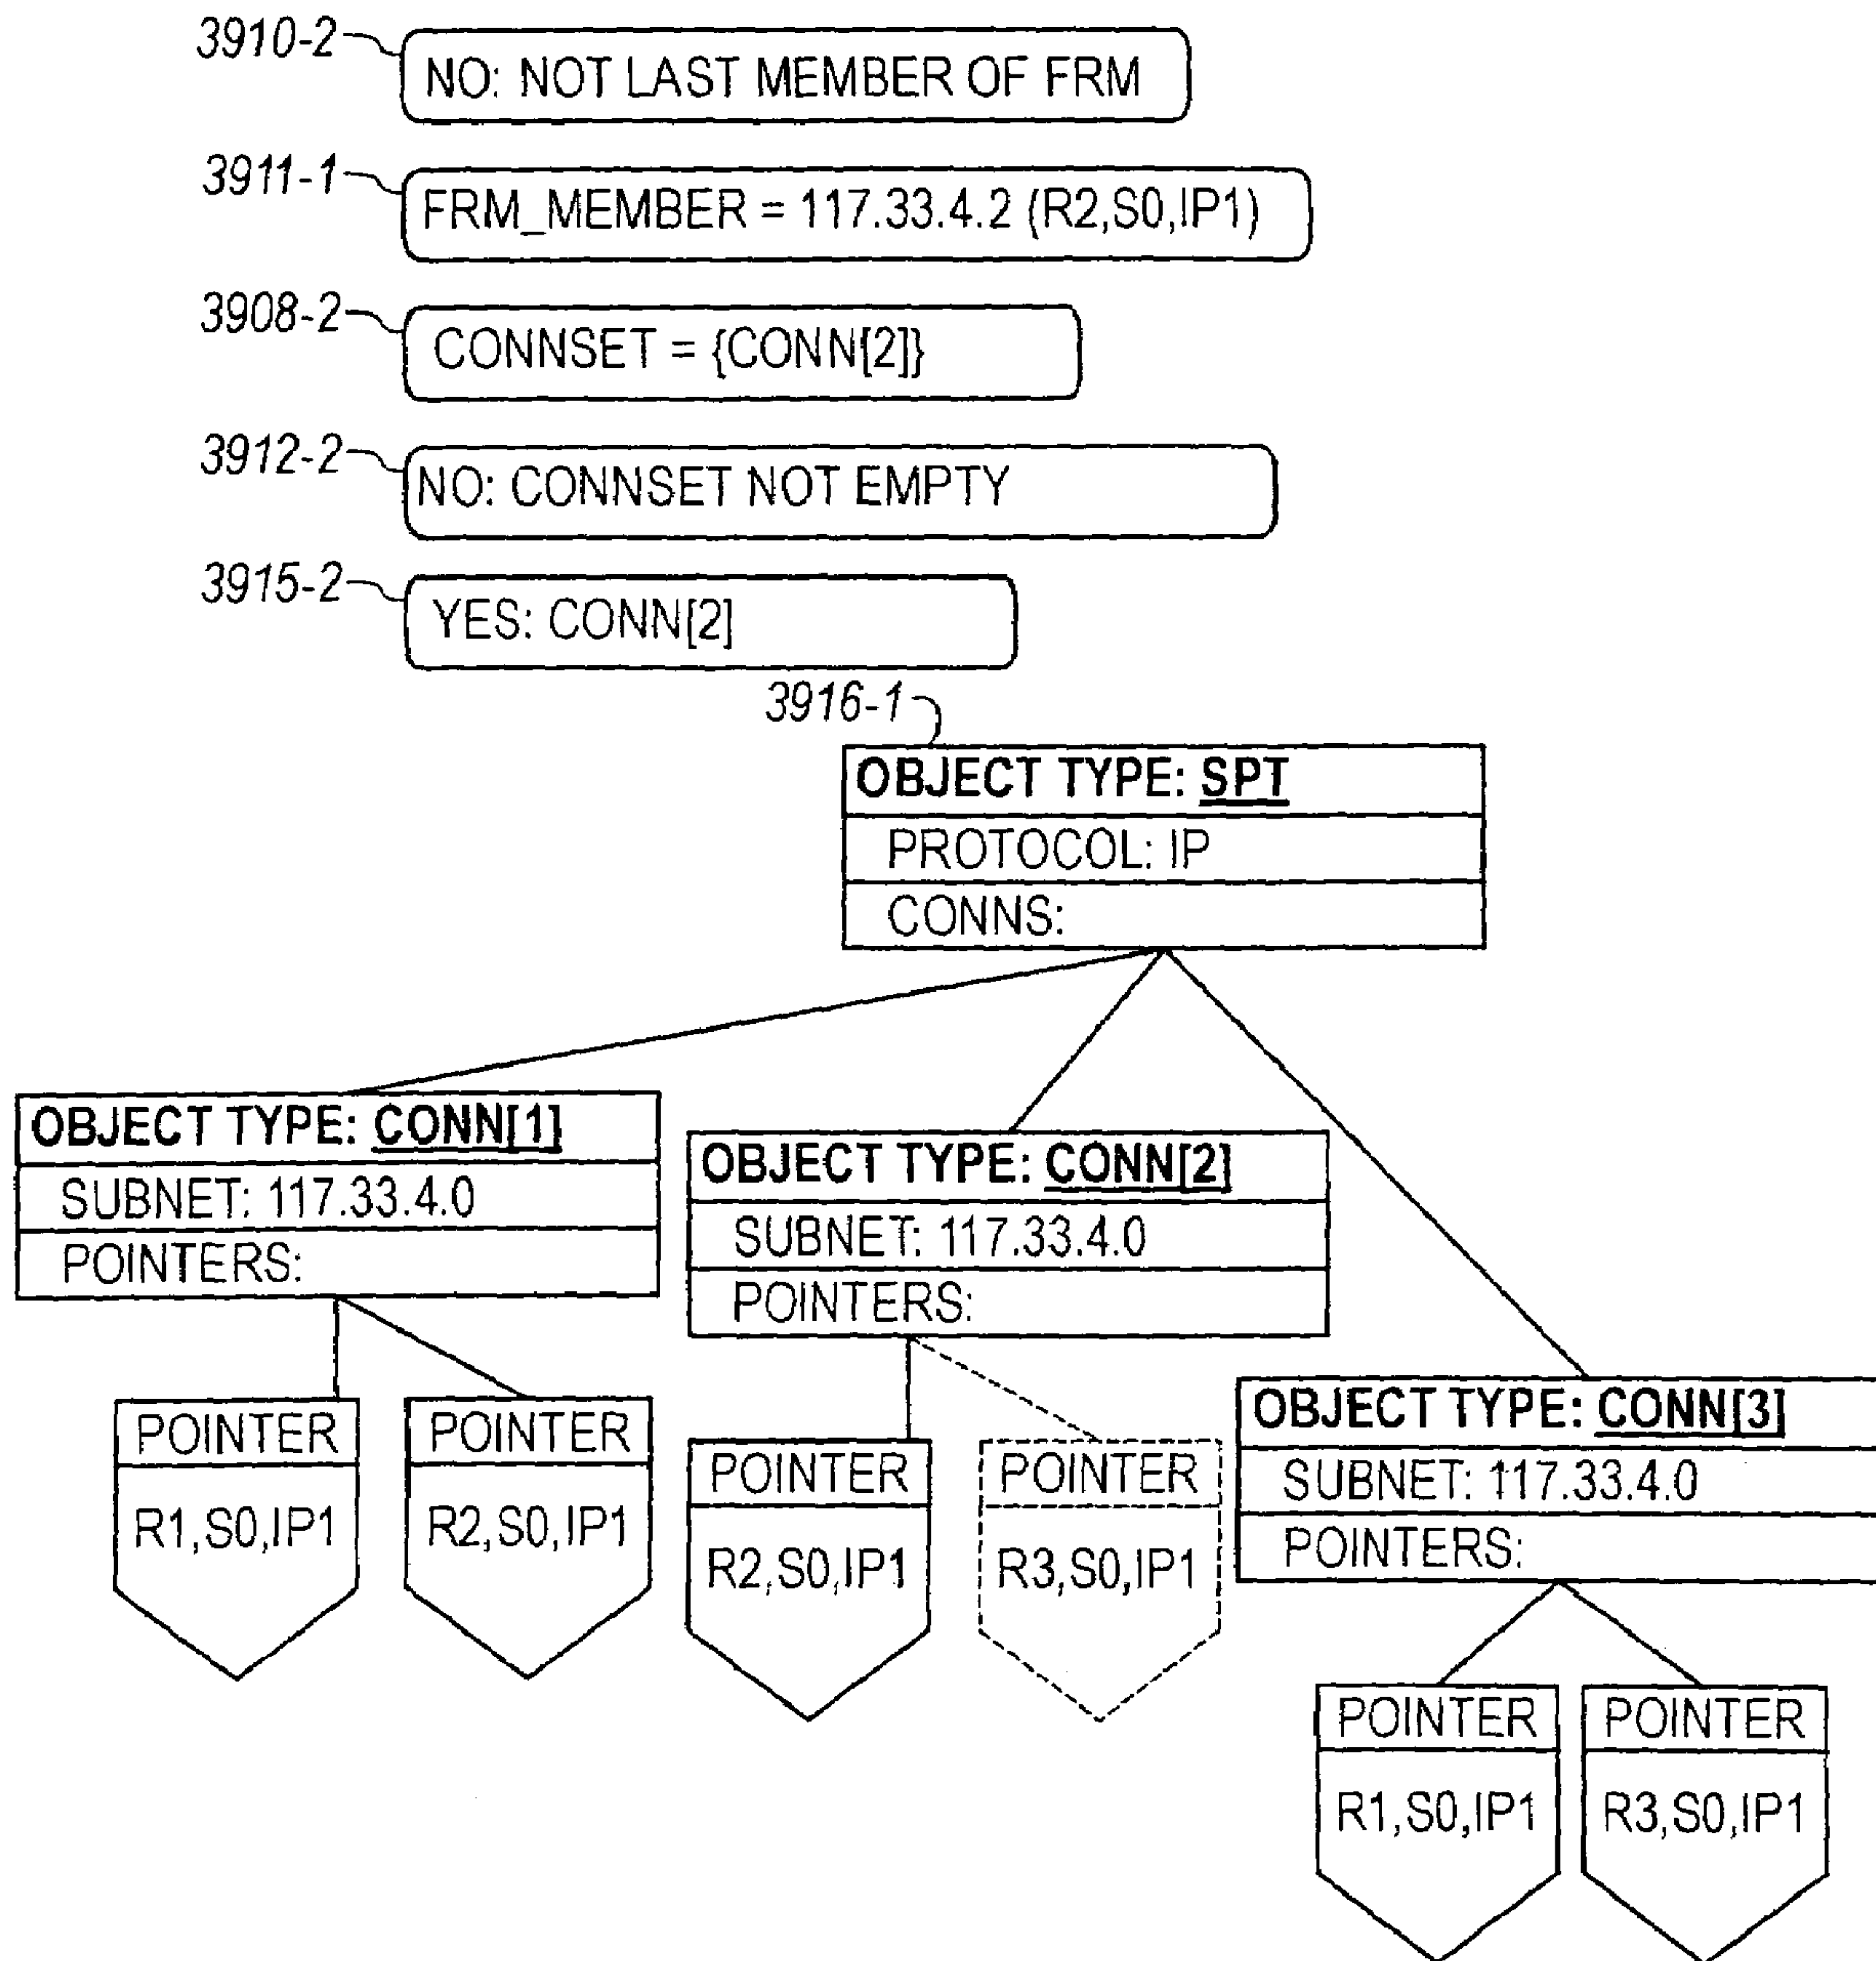 3910-2
NO: NOT LAST MEMBER OF FRM
3911-1
FRM_MEMBER = 117.33.4.2 (R2,S0,IP1)
3908-2
CONNSET = {CONN[2]}
3912-2
NO: CONNSET NOT EMPTY
3915-2
YES: CONN[2]
3916-1
OBJECT TYPE: SPT
PROTOCOL: IP
CONNS:
OBJECT TYPE: CONN[1]
SUBNET: 117.33.4.0
POINTERS:
POINTER
R1,S0,IP1
POINTER
R2,S0,IP1
OBJECT TYPE: CONN[2]
SUBNET: 117.33.4.0
POINTERS:
POINTER
R2,S0,IP1
POINTER
R3,S0,IP1
OBJECT TYPE: CONN[3]
SUBNET: 117.33.4.0
POINTERS:
POINTER
R1,S0,IP1
POINTER
R3,S0,IP1